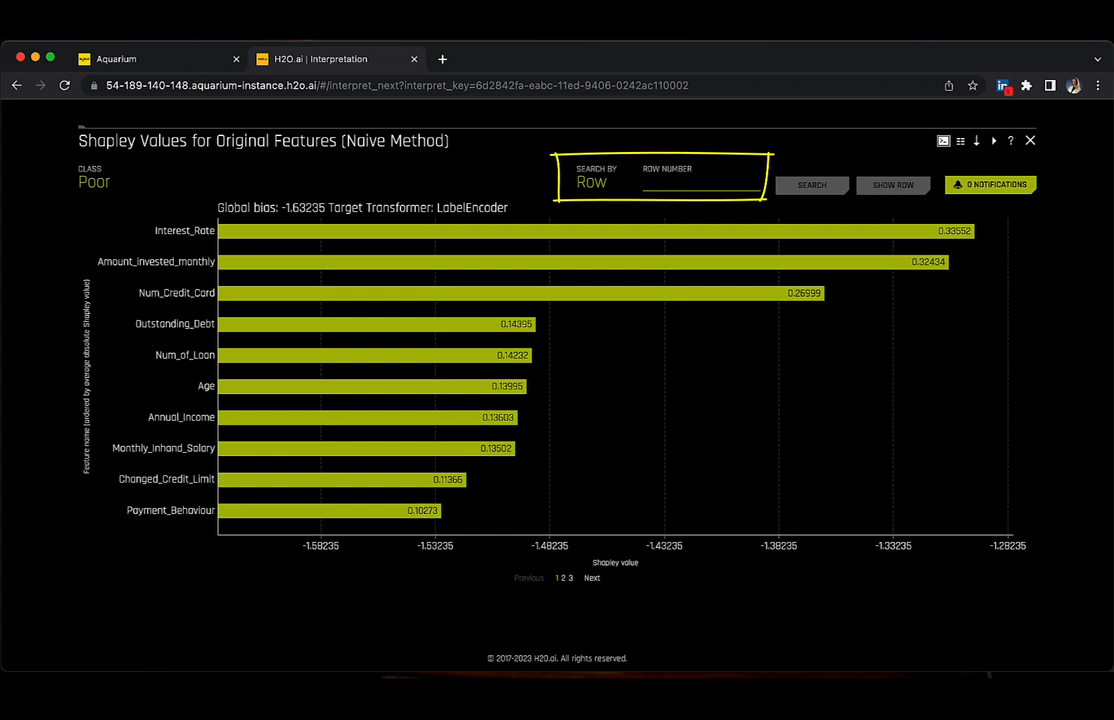 Aquarium
H2O.ai | Interpretation
54-189-140-148.aquarium-instance.h2o.ai/#/interpret_next?interpret_key=6d2842fa-eabc-11ed-9406-0242ac110002
Shapley Values for Original Features (Naive Method)
CLASS
Poor
SEARCH BY
Row
ROW NUMBER
SEARCH
SHOW ROW
0 NOTIFICATIONS
Global bias: -1.63235 Target Transformer: LabelEncoder
Feature name (ordered by average absolute Shapley value)
Interest_Rate 0.33552
Amount_invested_monthly 0.32434
Num_Credit_Card 0.26999
Outstanding_Debt 0.14395
Num_of_Loan 0.14232
Age 0.13995
Annual_Income 0.13603
Monthly_Inhand_Salary 0.13502
Changed_Credit_Limit 0.11366
Payment_Behaviour 0.10273
-1.58235 -1.53235 -1.48235 -1.43235 -1.38235 -1.33235 -1.28235
Shapley value
Previous 1 2 3 Next
© 2017-2023 H2O.ai. All rights reserved.